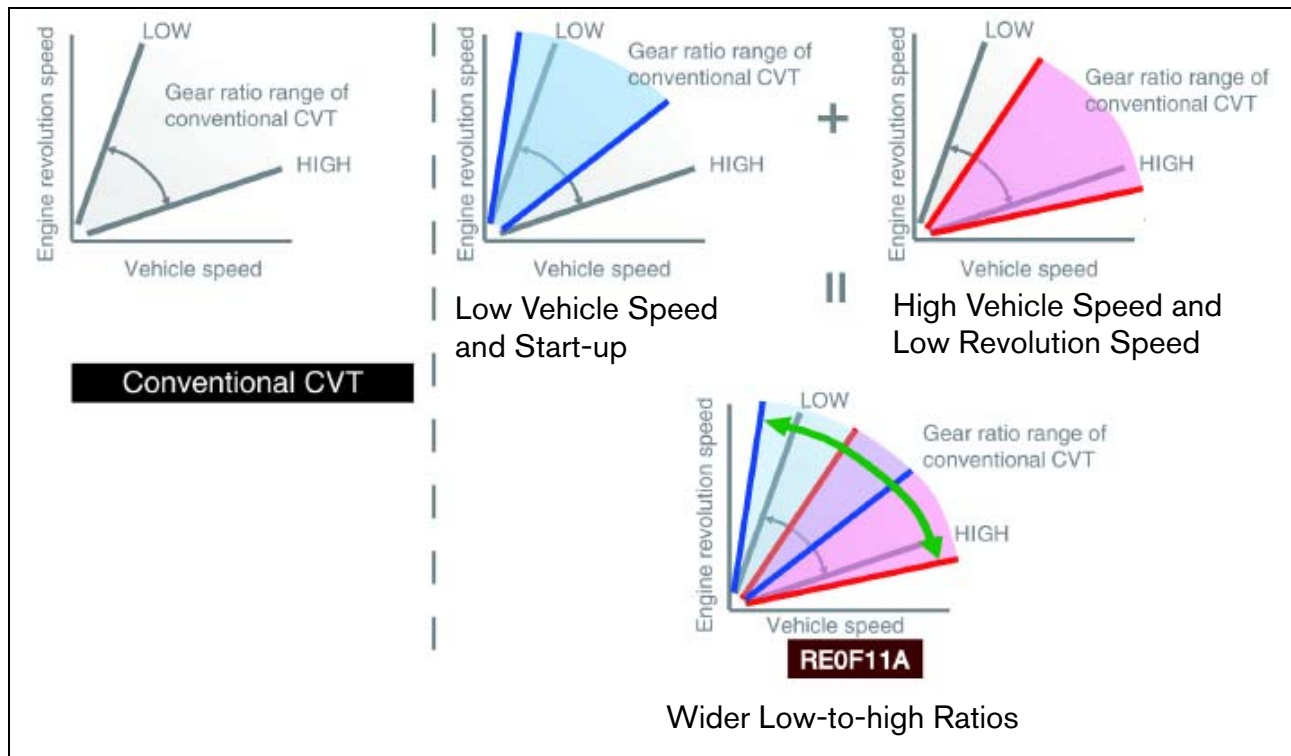 LOW
Engine revolution speed
Gear ratio range of
conventional CVT
HIGH
Vehicle speed
Conventional CVT
LOW
Engine revolution speed
Gear ratio range of
conventional CVT
HIGH
Vehicle speed
Low Vehicle Speed
and Start-up
+
LOW
Engine revolution speed
Gear ratio range of
conventional CVT
HIGH
Vehicle speed
High Vehicle Speed and
Low Revolution Speed
=
LOW
Engine revolution speed
Gear ratio range of
conventional CVT
HIGH
Vehicle speed
RE0F11A
Wider Low-to-high Ratios